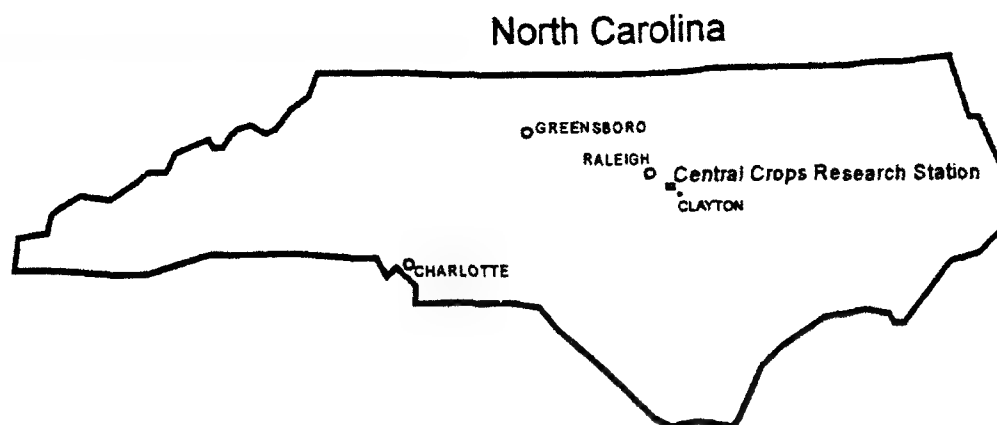 North Carolina
GREENSBORO
RALEIGH
Central Crops Research Station
CLAYTON
CHARLOTTE